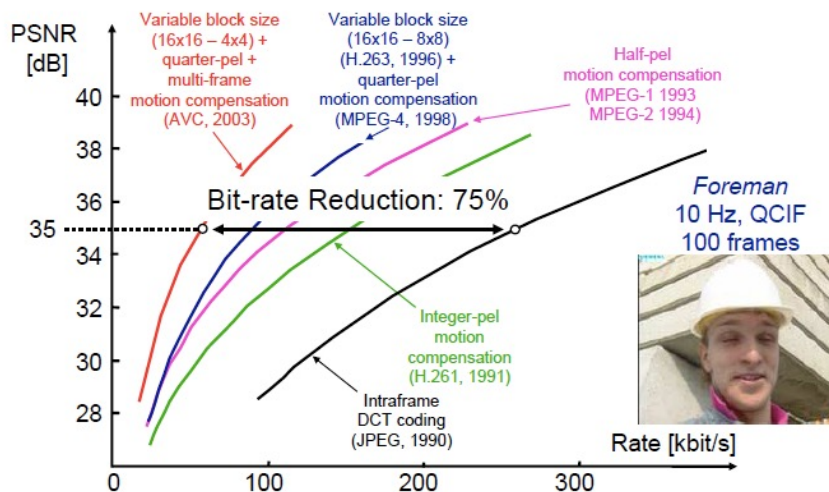 Variable block size
(16x16 – 4x4) +
quarter-pel +
multi-frame
motion compensation
(AVC, 2003)
Variable block size
(16x16 – 8x8)
(H.263, 1996) +
quarter-pel
motion compensation
(MPEG-4, 1998)
Half-pel
motion compensation
(MPEG-1 1993
MPEG-2 1994)
PSNR
[dB]
40
38
36
35
34
32
30
28
Bit-rate Reduction: 75%
Foreman
10 Hz, QCIF
100 frames
Integer-pel
motion
compensation
(H.261, 1991)
Intraframe
DCT coding
(JPEG, 1990)
Rate [kbit/s]
0
100
200
300